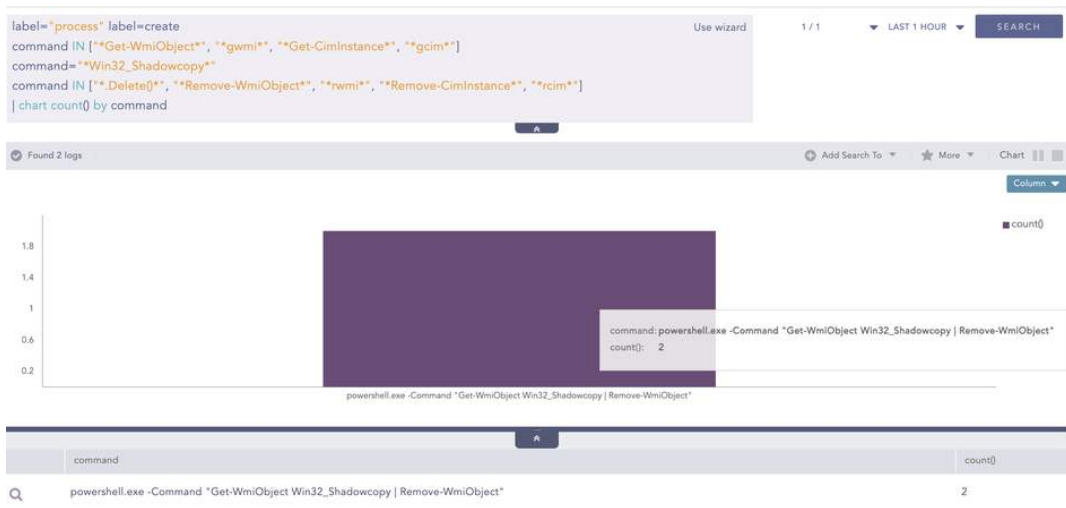 label="process" label=create
command IN ["*Get-WmiObject*", "*gwmi*", "*Get-CimInstance*", "*gcim*"]
command="*Win32_Shadowcopy*"
command IN ["*.Delete()*", "*Remove-WmiObject*", "*rwmi*", "*Remove-CimInstance*", "*rcim*"]
| chart count() by command
Use wizard
1 / 1
LAST 1 HOUR
SEARCH
Found 2 logs
Add Search To
More
Chart
Column
count()
1.8
1.4
1
0.6
0.2
command: powershell.exe -Command "Get-WmiObject Win32_Shadowcopy | Remove-WmiObject"
count(): 2
powershell.exe -Command "Get-WmiObject Win32_Shadowcopy | Remove-WmiObject"
command count()
powershell.exe -Command "Get-WmiObject Win32_Shadowcopy | Remove-WmiObject" 2